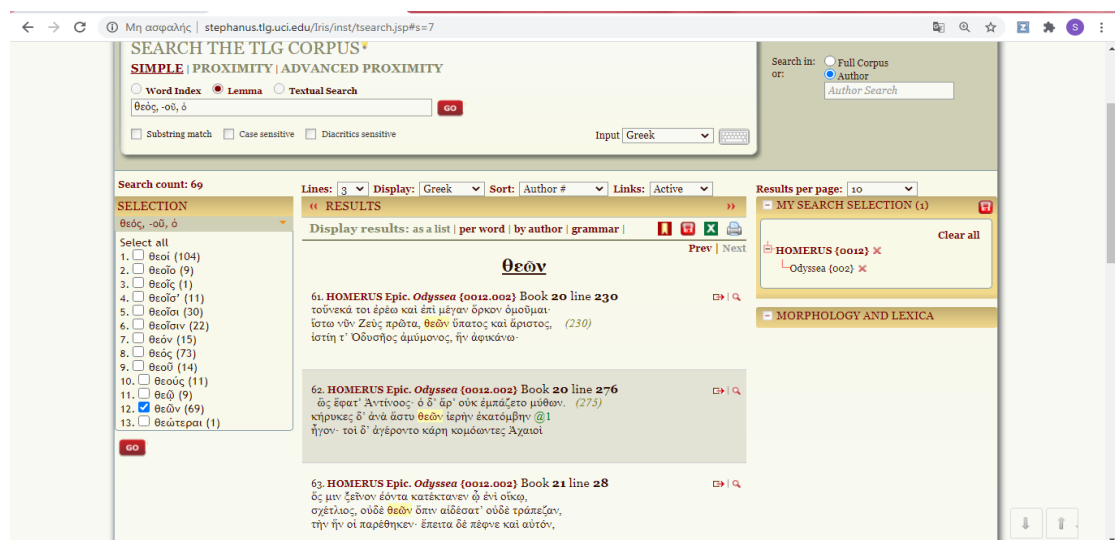 Μη ασφαλής | stephanus.tlg.uci.edu/Iris/inst/tsearch.jsp#s=7
S
SEARCH THE TLG CORPUS
SIMPLE | PROXIMITY | ADVANCED PROXIMITY
Word Index Lemma Textual Search
θεός, -οῦ, ὁ GO
Substring match Case sensitive Diacritics sensitive Input Greek
Search in: Full Corpus
or: Author
Author Search
Search count: 69
SELECTION
θεός, -οῦ, ὁ
Select all
1. θεοί (104)
2. θεοῖο (9)
3. θεοῖς (1)
4. θεοῖσ' (11)
5. θεοῖσι (30)
6. θεοῖσιν (22)
7. θεόν (15)
8. θεός (73)
9. θεοῦ (14)
10. θεούς (11)
11. θεῷ (9)
12. θεῶν (69)
13. θεώτεραι (1)
GO
Lines: 3 Display: Greek Sort: Author # Links: Active
‹‹ RESULTS ››
Display results: as a list | per word | by author | grammar |
Prev | Next
θεῶν
61. HOMERUS Epic. Odyssea {0012.002} Book 20 line 230
τοὔνεκά τοι ἐρέω καὶ ἐπὶ μέγαν ὅρκον ὀμοῦμαι·
ἴστω νῦν Ζεὺς πρῶτα, θεῶν ὕπατος καὶ ἄριστος, (230)
ἱστίη τ' Ὀδυσῆος ἀμύμονος, ἣν ἀφικάνω·
62. HOMERUS Epic. Odyssea {0012.002} Book 20 line 276
ὣς ἔφατ' Ἀντίνοος· ὁ δ' ἄρ' οὐκ ἐμπάζετο μύθων. (275)
κήρυκες δ' ἀνὰ ἄστυ θεῶν ἱερὴν ἑκατόμβην @1
ἦγον· τοὶ δ' ἀγέροντο κάρη κομόωντες Ἀχαιοὶ
63. HOMERUS Epic. Odyssea {0012.002} Book 21 line 28
ὅς μιν ξεῖνον ἐόντα κατέκτανεν ᾧ ἐνὶ οἴκῳ,
σχέτλιος, οὐδὲ θεῶν ὄπιν αἰδέσατ' οὐδὲ τράπεζαν,
τὴν ἥν οἱ παρέθηκεν· ἔπειτα δὲ πέφνε καὶ αὐτόν,
Results per page: 10
MY SEARCH SELECTION (1)
Clear all
HOMERUS {0012}
Odyssea {002}
MORPHOLOGY AND LEXICA